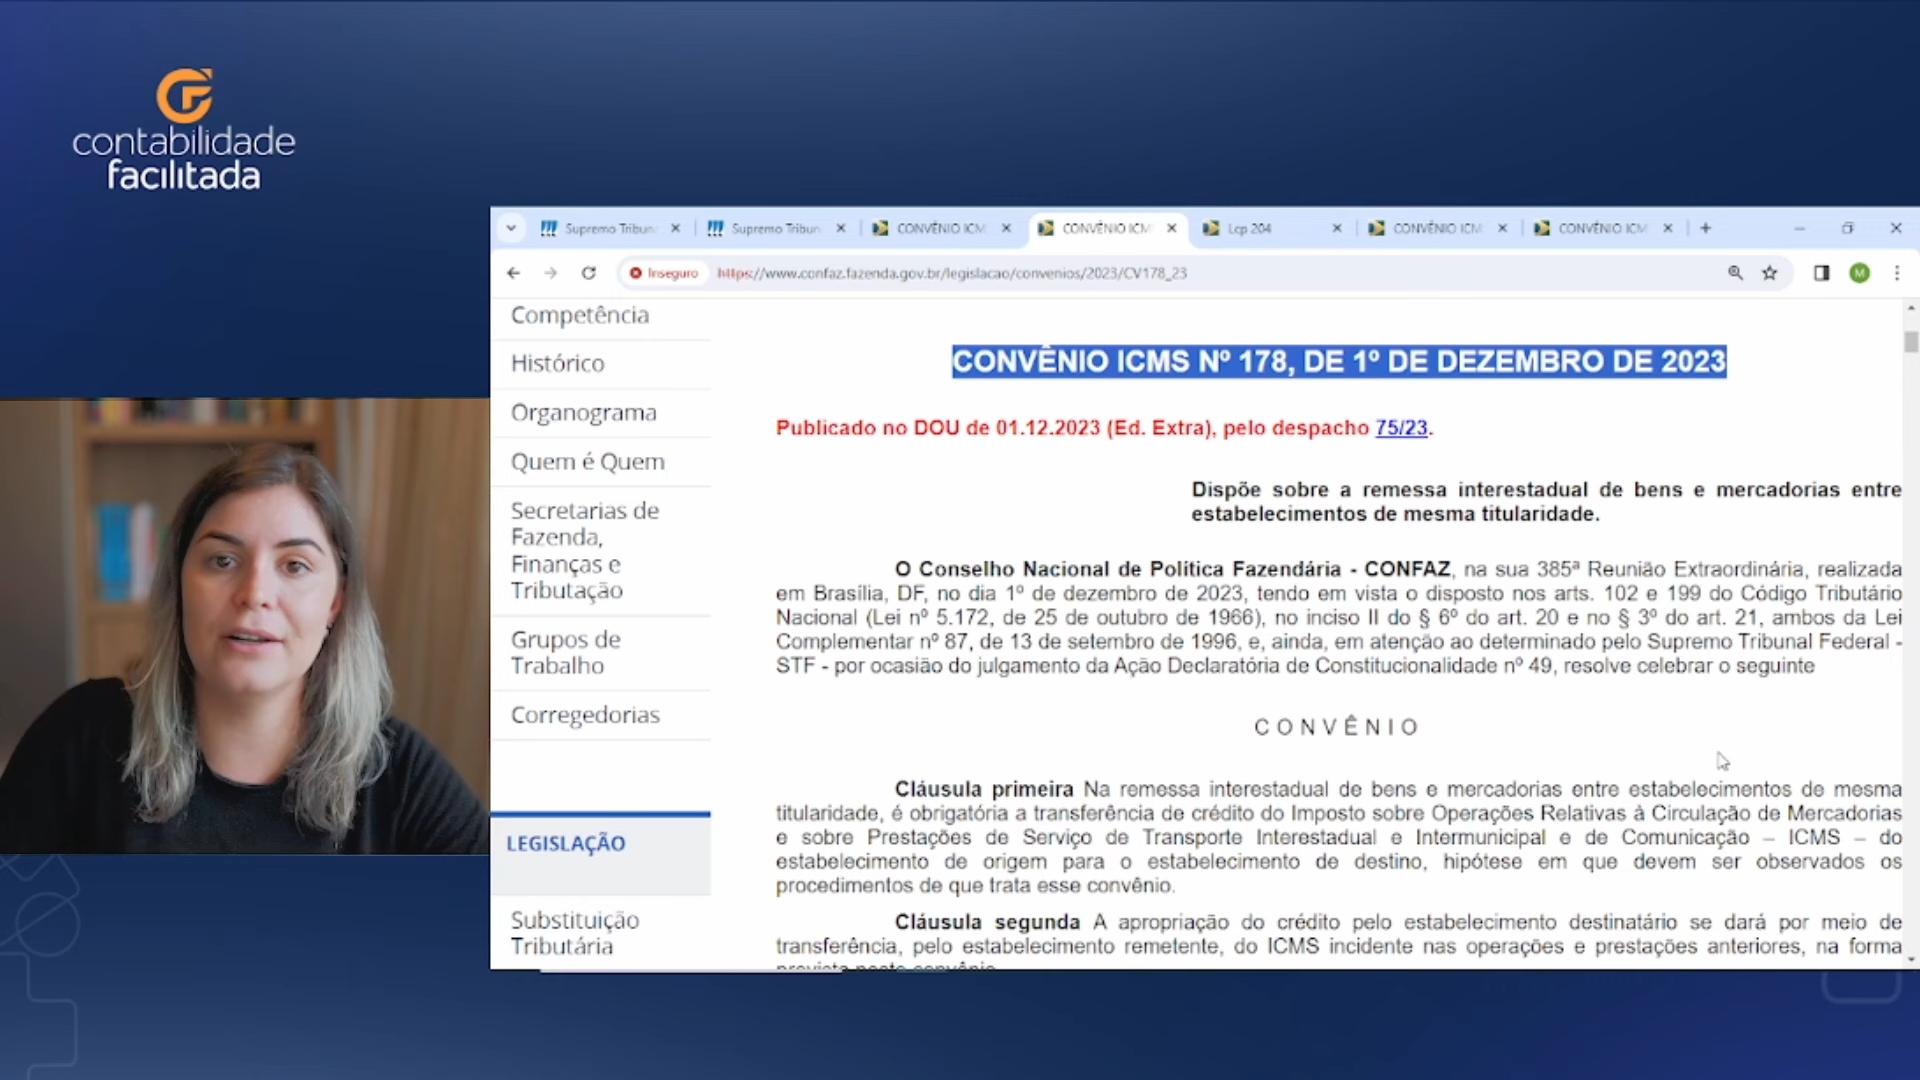 contabilidade
facilitada
Supremo Tribun
Supremo Tribun
CONVÊNIO ICM
CONVÊNIO ICM
Lcp 204
CONVÊNIO ICM
CONVÊNIO ICM
Inseguro
https://www.confaz.fazenda.gov.br/legislacao/convenios/2023/CV178_23
M
Competência
Histórico
Organograma
Quem é Quem
Secretarias de
Fazenda,
Finanças e
Tributação
Grupos de
Trabalho
Corregedorias
LEGISLAÇÃO
Substituição
Tributária
CONVÊNIO ICMS Nº 178, DE 1º DE DEZEMBRO DE 2023
Publicado no DOU de 01.12.2023 (Ed. Extra), pelo despacho 75/23.
Dispõe sobre a remessa interestadual de bens e mercadorias entre
estabelecimentos de mesma titularidade.
O Conselho Nacional de Política Fazendária - CONFAZ, na sua 385ª Reunião Extraordinária, realizada
em Brasília, DF, no dia 1º de dezembro de 2023, tendo em vista o disposto nos arts. 102 e 199 do Código Tributário
Nacional (Lei nº 5.172, de 25 de outubro de 1966), no inciso II do § 6º do art. 20 e no § 3º do art. 21, ambos da Lei
Complementar nº 87, de 13 de setembro de 1996, e, ainda, em atenção ao determinado pelo Supremo Tribunal Federal -
STF - por ocasião do julgamento da Ação Declaratória de Constitucionalidade nº 49, resolve celebrar o seguinte
C O N V Ê N I O
Cláusula primeira Na remessa interestadual de bens e mercadorias entre estabelecimentos de mesma
titularidade, é obrigatória a transferência de crédito do Imposto sobre Operações Relativas à Circulação de Mercadorias
e sobre Prestações de Serviço de Transporte Interestadual e Intermunicipal e de Comunicação – ICMS – do
estabelecimento de origem para o estabelecimento de destino, hipótese em que devem ser observados os
procedimentos de que trata esse convênio.
Cláusula segunda A apropriação do crédito pelo estabelecimento destinatário se dará por meio de
transferência, pelo estabelecimento remetente, do ICMS incidente nas operações e prestações anteriores, na forma